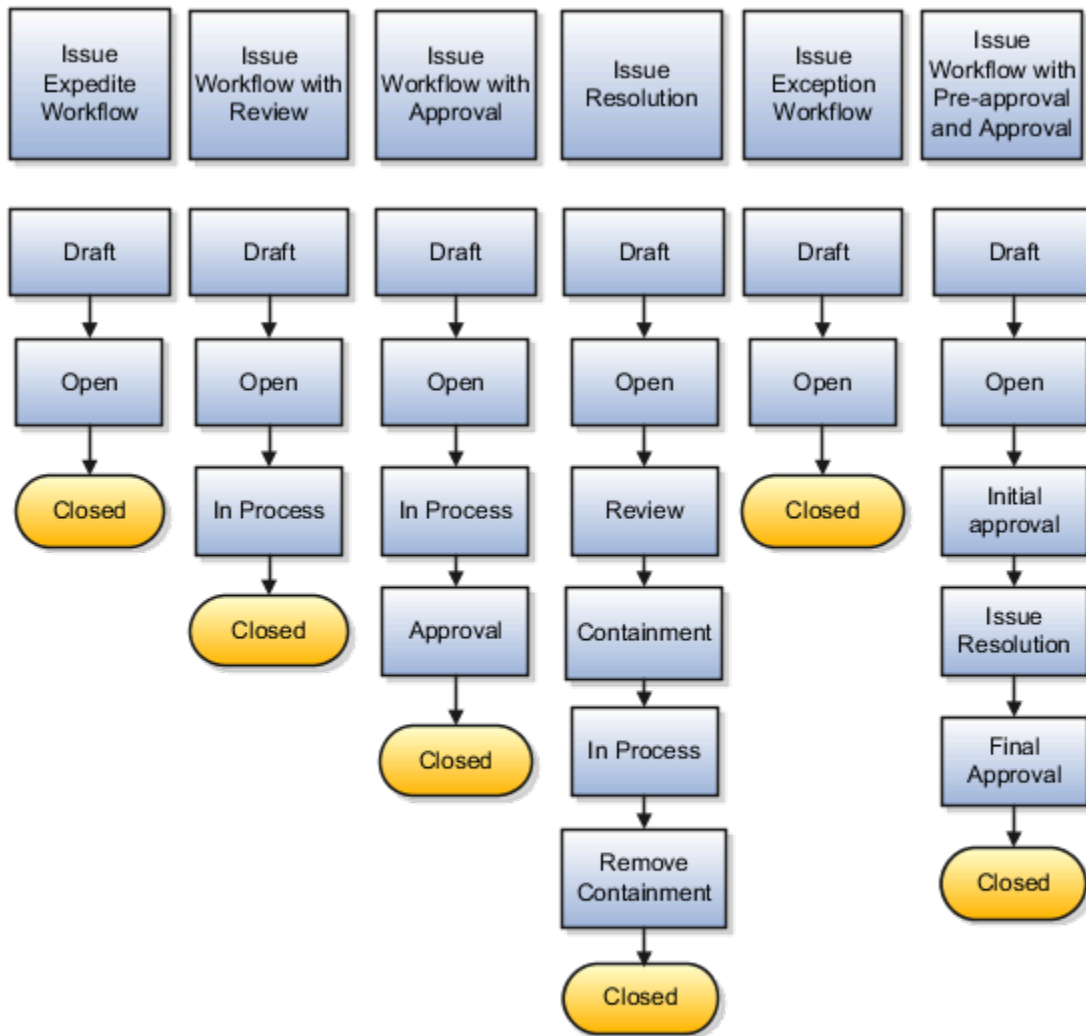 Issue
Expedite
Workflow
Issue
Workflow with
Review
Issue
Workflow with
Approval
Issue
Resolution
Issue
Exception
Workflow
Issue
Workflow with
Pre-approval
and Approval
Draft
Draft
Draft
Draft
Draft
Draft
Open
Open
Open
Open
Open
Open
Closed
In Process
In Process
Review
Closed
Initial
approval
Closed
Approval
Containment
Issue
Resolution
Closed
In Process
Final
Approval
Remove
Containment
Closed
Closed